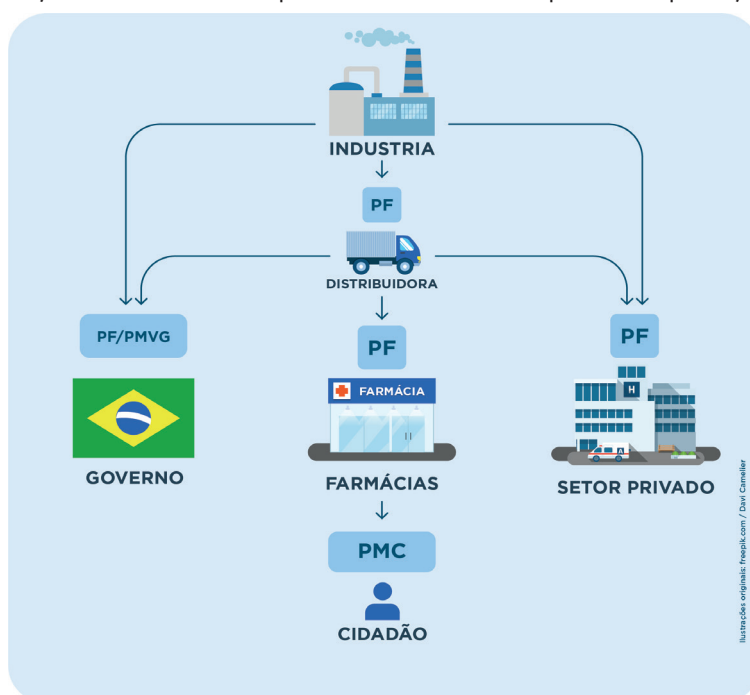 INDUSTRIA
PF
DISTRIBUIDORA
PF/PMVG
PF
PF
FARMÁCIA
H
GOVERNO
FARMÁCIAS
SETOR PRIVADO
PMC
CIDADÃO
Ilustrações originais: freepik.com / Davi Camelier